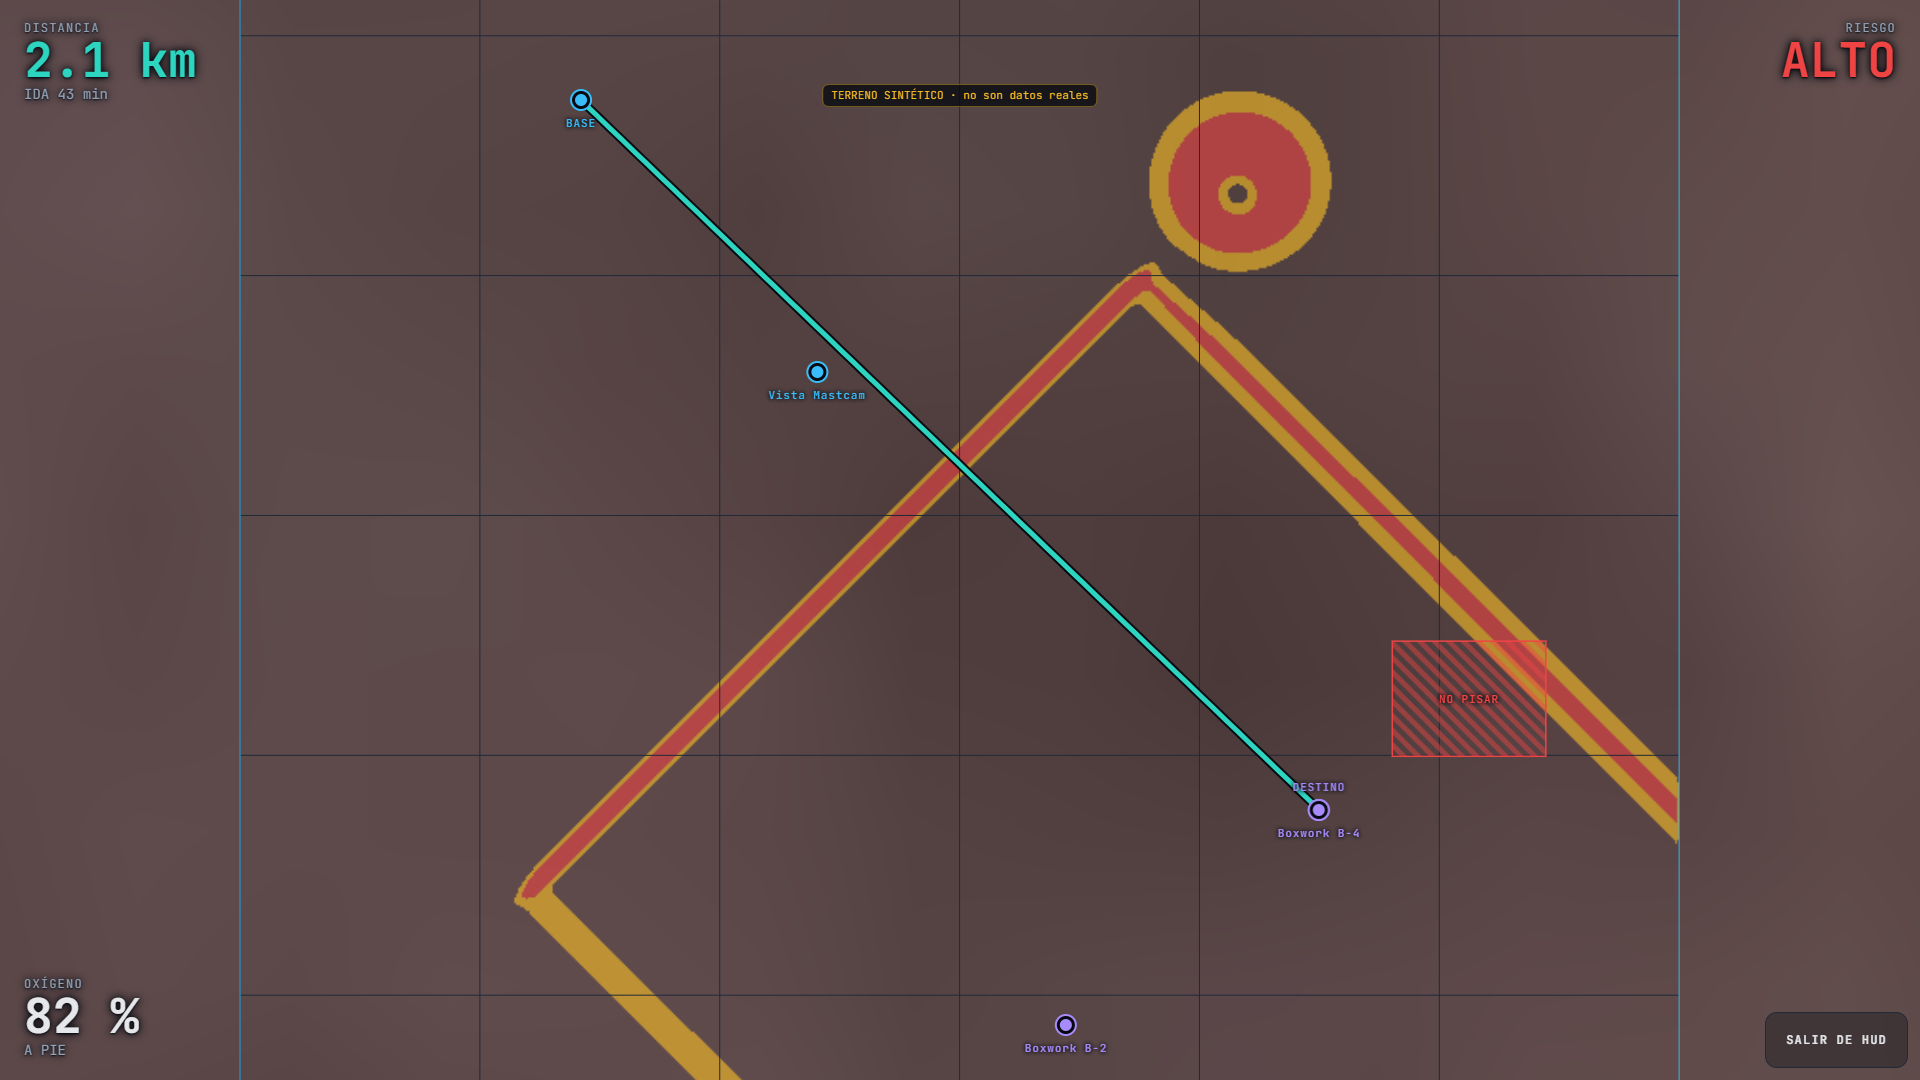 DISTANCIA
2.1 km
IDA 43 min
RIESGO
ALTO
TERRENO SINTÉTICO · no son datos reales
BASE
Vista Mastcam
NO PISAR
DESTINO
Boxwork B-4
Boxwork B-2
OXÍGENO
82 %
A PIE
SALIR DE HUD